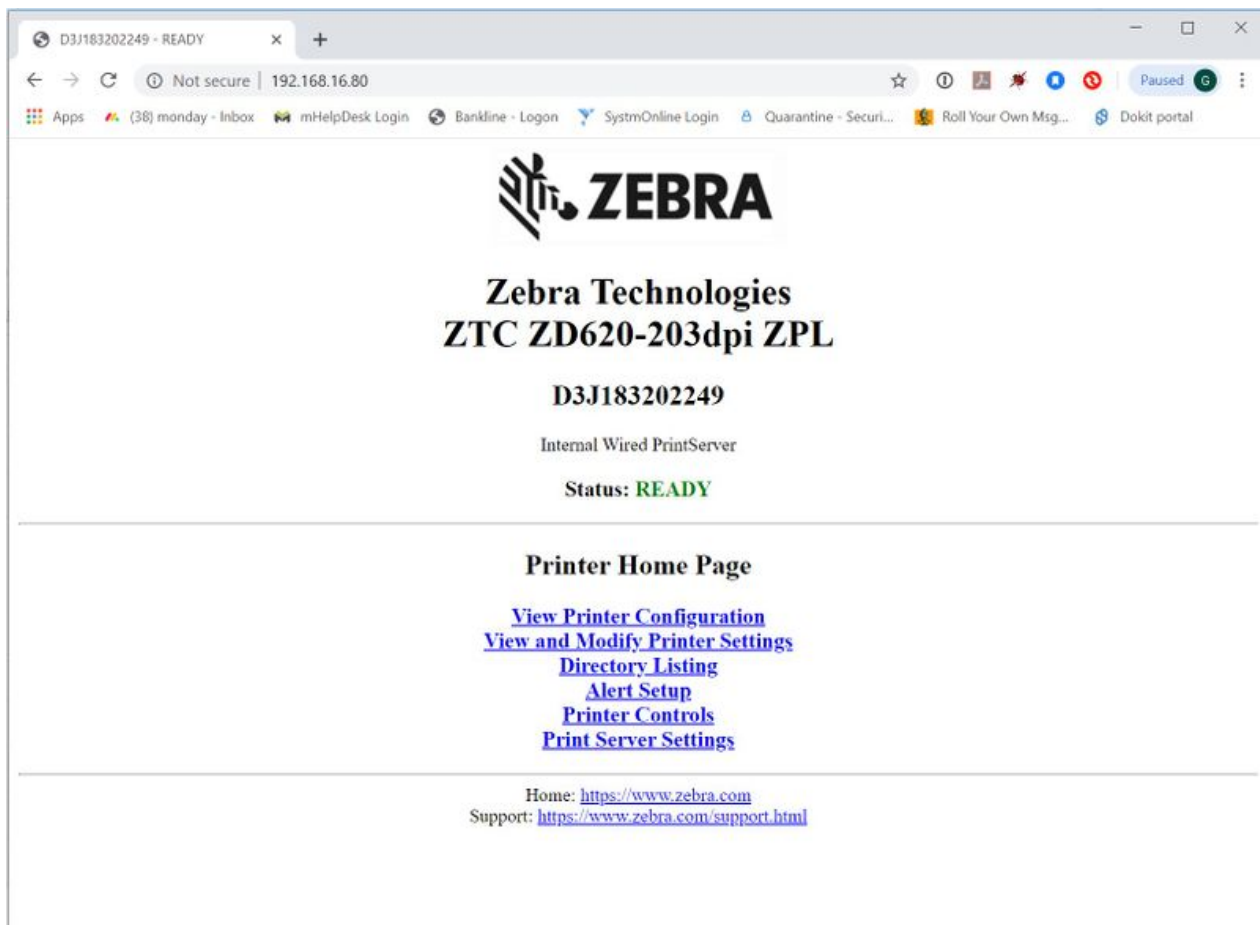 D3J183202249 - READY
Not secure | 192.168.16.80
Paused G
Apps (38) monday - Inbox mHelpDesk Login Bankline - Logon SystmOnline Login Quarantine - Securi... Roll Your Own Msg... Dokit portal
ZEBRA
Zebra Technologies
ZTC ZD620-203dpi ZPL
D3J183202249
Internal Wired PrintServer
Status: READY
Printer Home Page
View Printer Configuration
View and Modify Printer Settings
Directory Listing
Alert Setup
Printer Controls
Print Server Settings
Home: https://www.zebra.com
Support: https://www.zebra.com/support.html